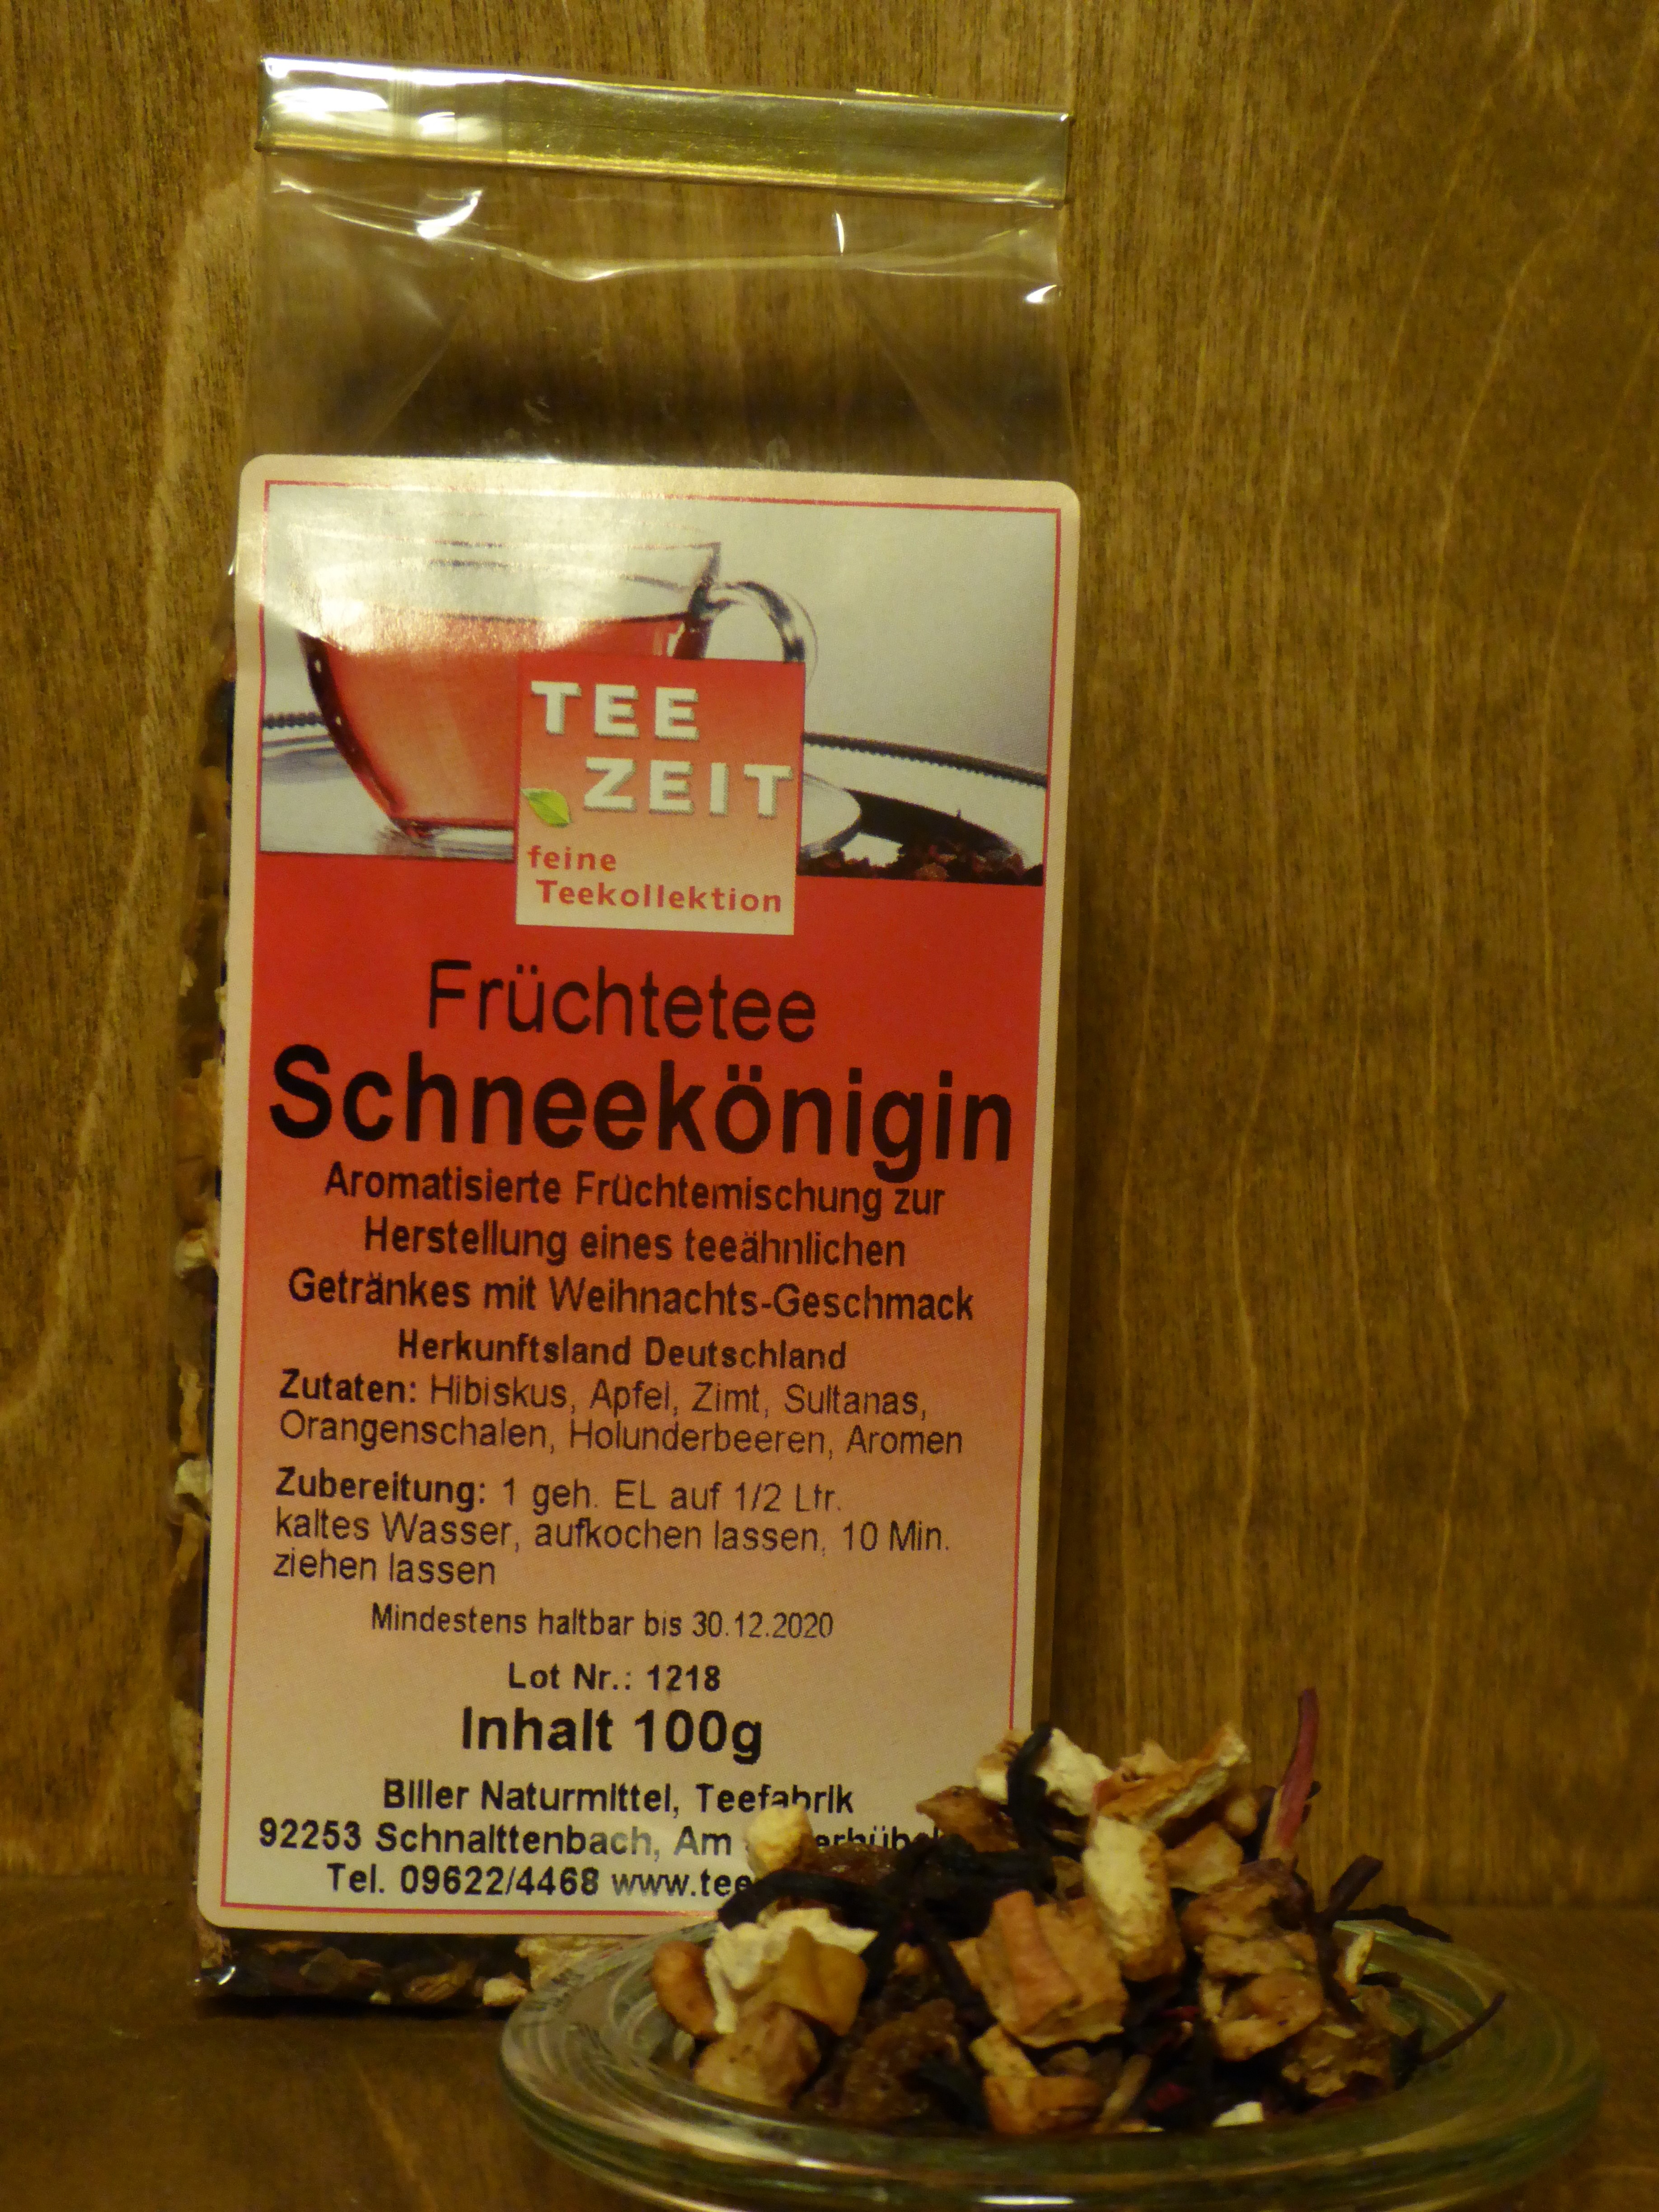 TEE
ZEIT
feine
Teekollektion
Früchtetee
Schneekönigin
Aromatisierte Früchtemischung zur
Herstellung eines teeähnlichen
Getränkes mit Weihnachts-Geschmack
Herkunftsland Deutschland
Zutaten: Hibiskus, Apfel, Zimt, Sultanas,
Orangenschalen, Holunderbeeren, Aromen
Zubereitung: 1 geh. EL auf 1/2 Ltr.
kaltes Wasser, aufkochen lassen, 10 Min.
ziehen lassen
Mindestens haltbar bis 30.12.2020
Lot Nr.: 1218
Inhalt 100g
Biller Naturmittel, Teefabrik
92253 Schnaittenbach, Am
Tel. 09622/4468 www.tee